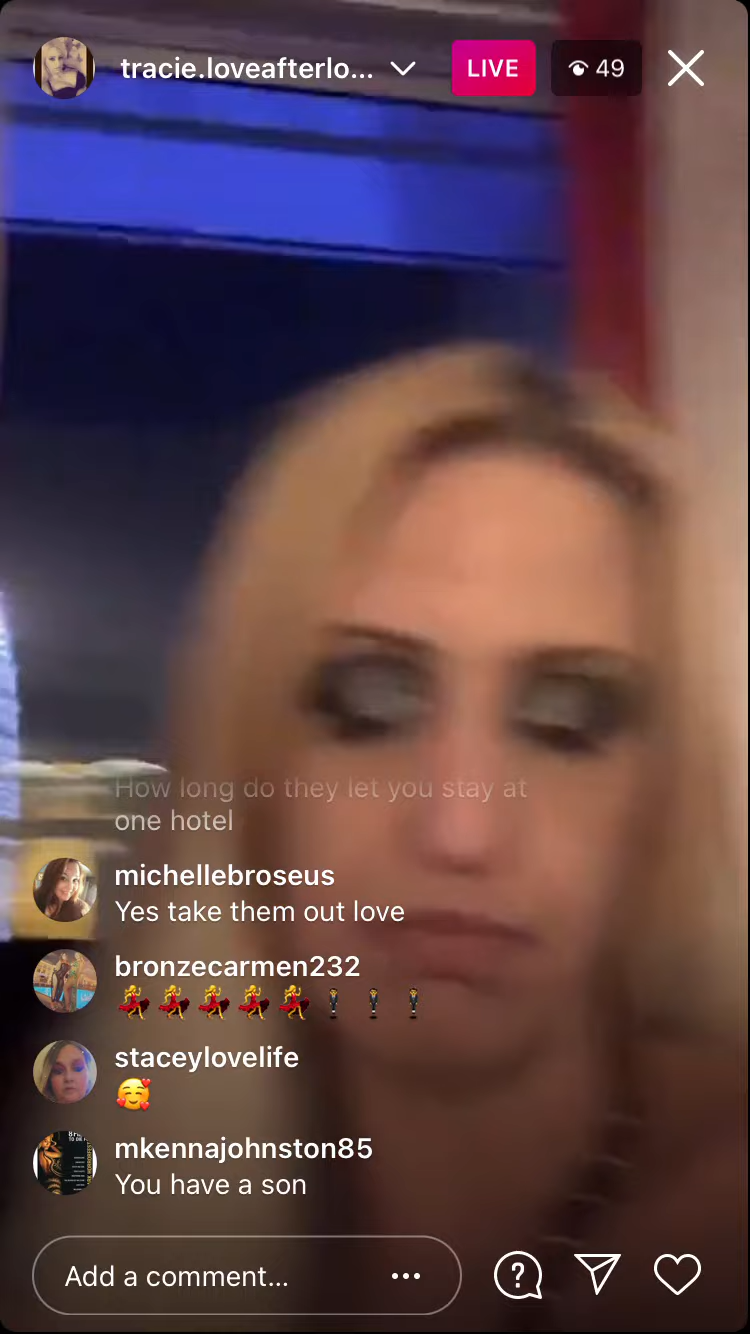 tracie.loveafterlo...
LIVE
49
How long do they let you stay at
one hotel
michellebroseus
Yes take them out love
bronzecarmen232
💃💃💃💃💃🕴🕴🕴
staceylovelife
🥰
mkennajohnston85
You have a son
Add a comment...